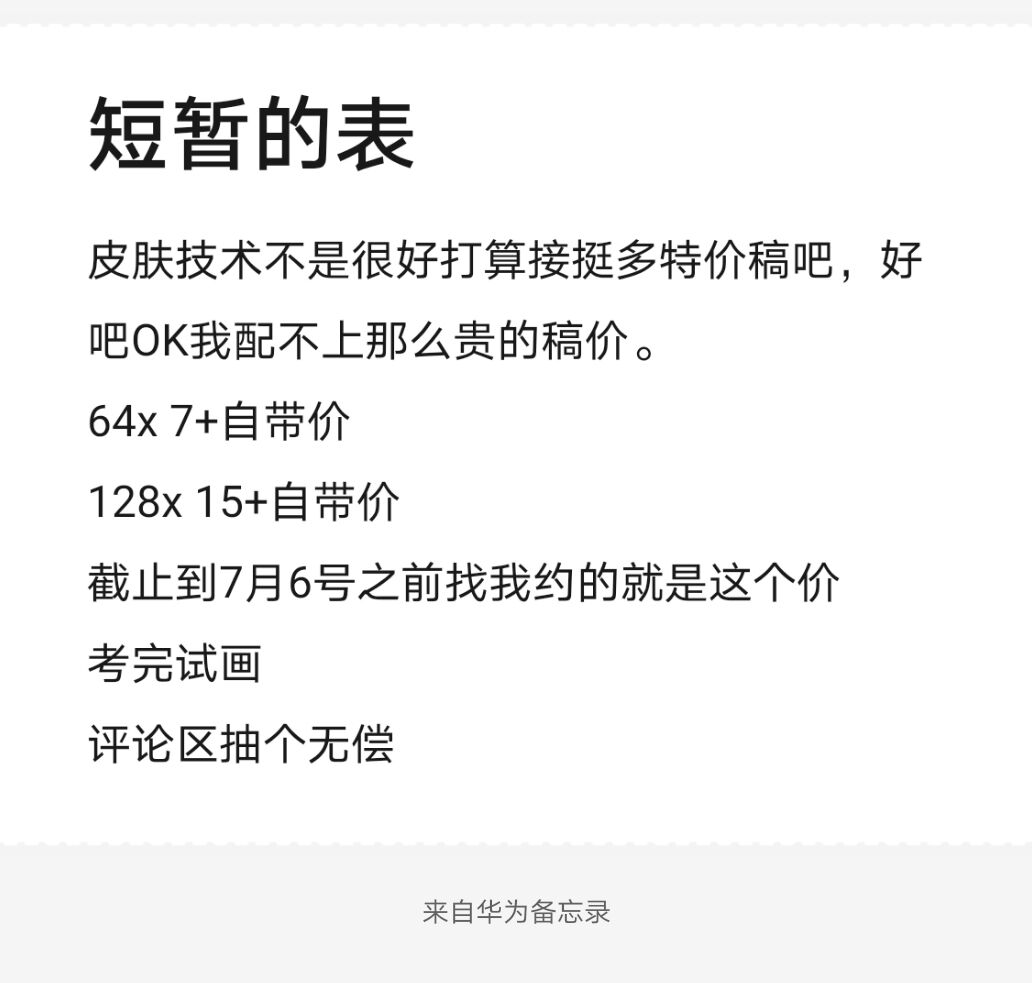 短暂的表
皮肤技术不是很好打算接挺多特价稿吧，好
吧OK我配不上那么贵的稿价。
64x 7+自带价
128x 15+自带价
截止到7月6号之前找我约的就是这个价
考完试画
评论区抽个无偿
来自华为备忘录